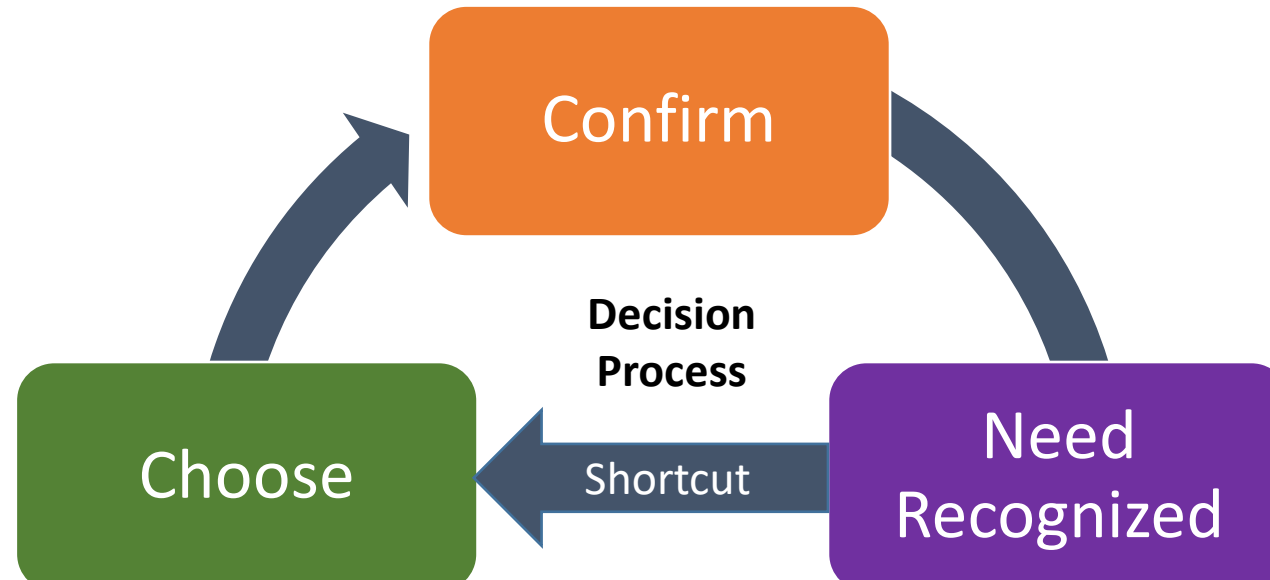 Confirm
Decision
Process
Choose
Shortcut
Need
Recognized